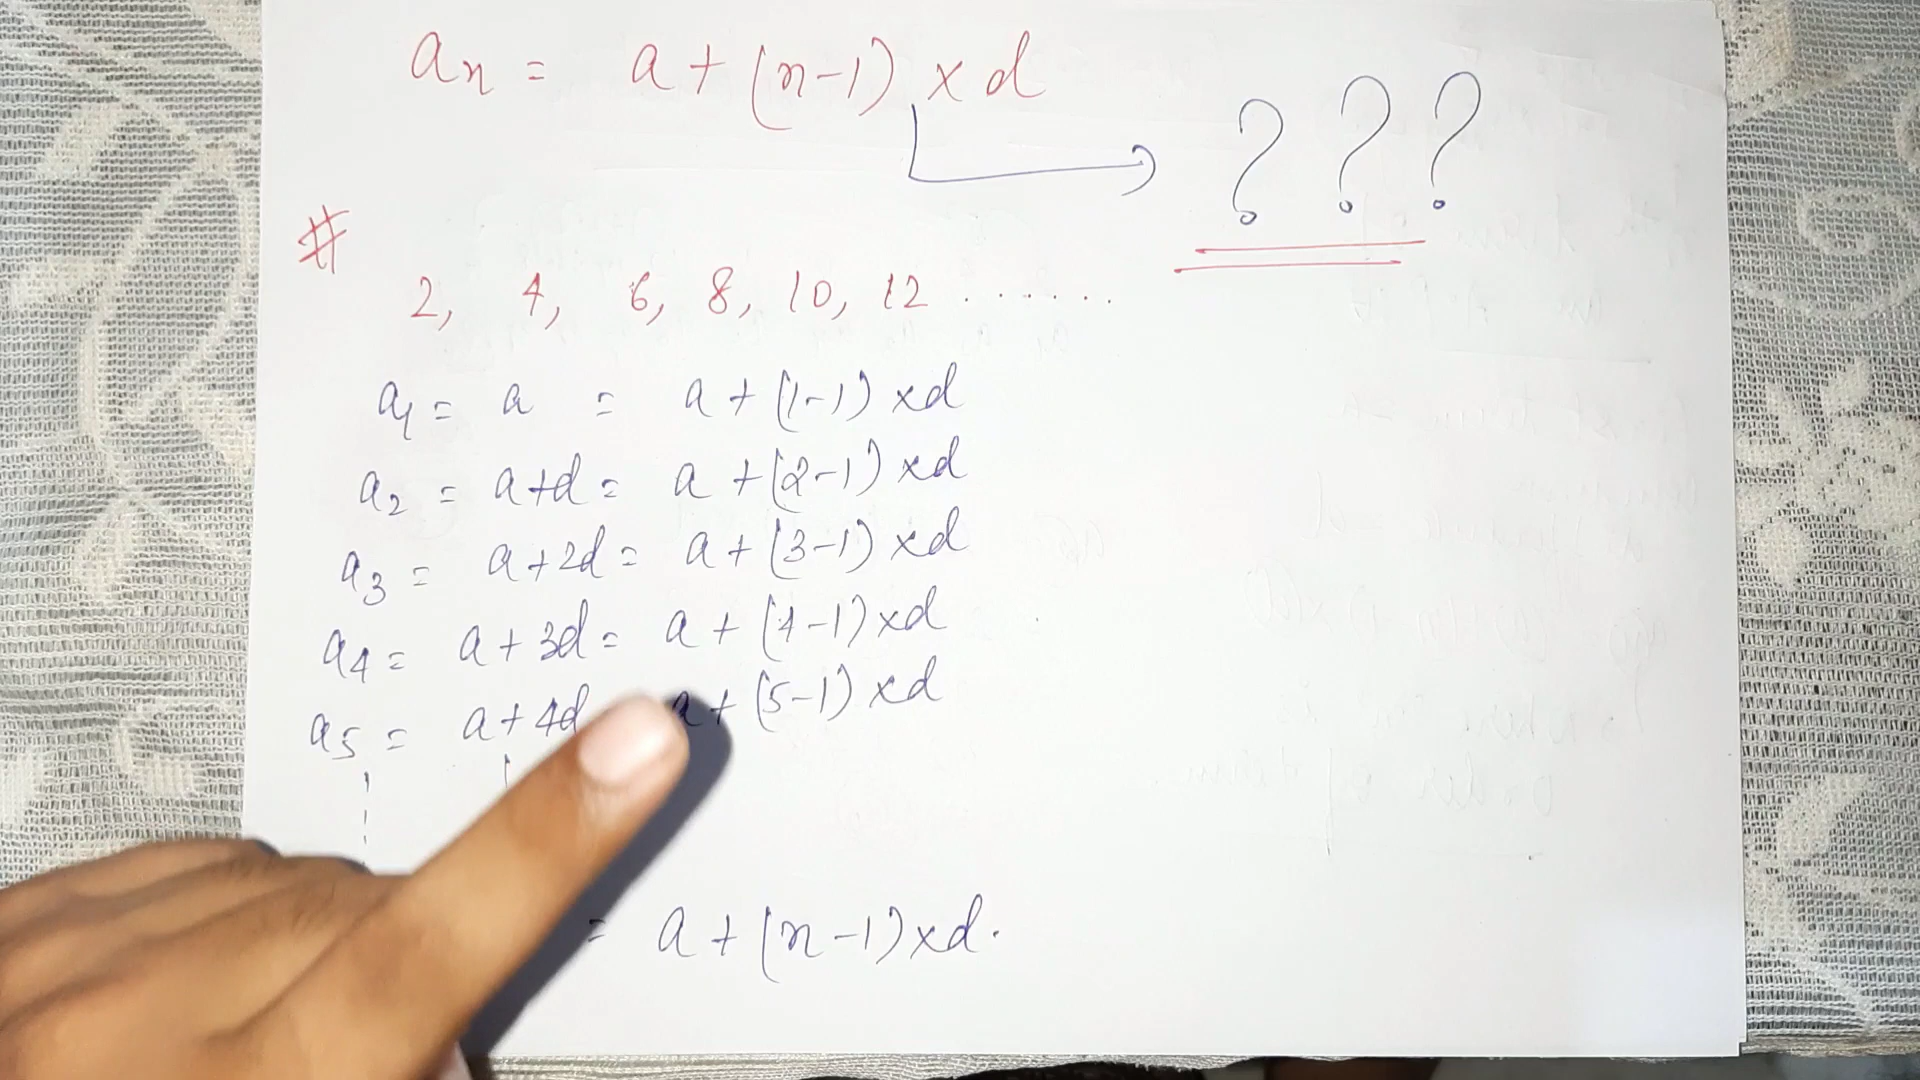 an = a + (n-1) x d
? ? ?
#
2, 4, 6, 8, 10, 12 ......
a1 = a = a + (1-1) x d
a2 = a+d = a + (2-1) x d
a3 = a+2d = a + (3-1) x d
a4 = a+3d = a + (4-1) x d
a5 = a+4d a + (5-1) x d
= a + (n-1) x d.